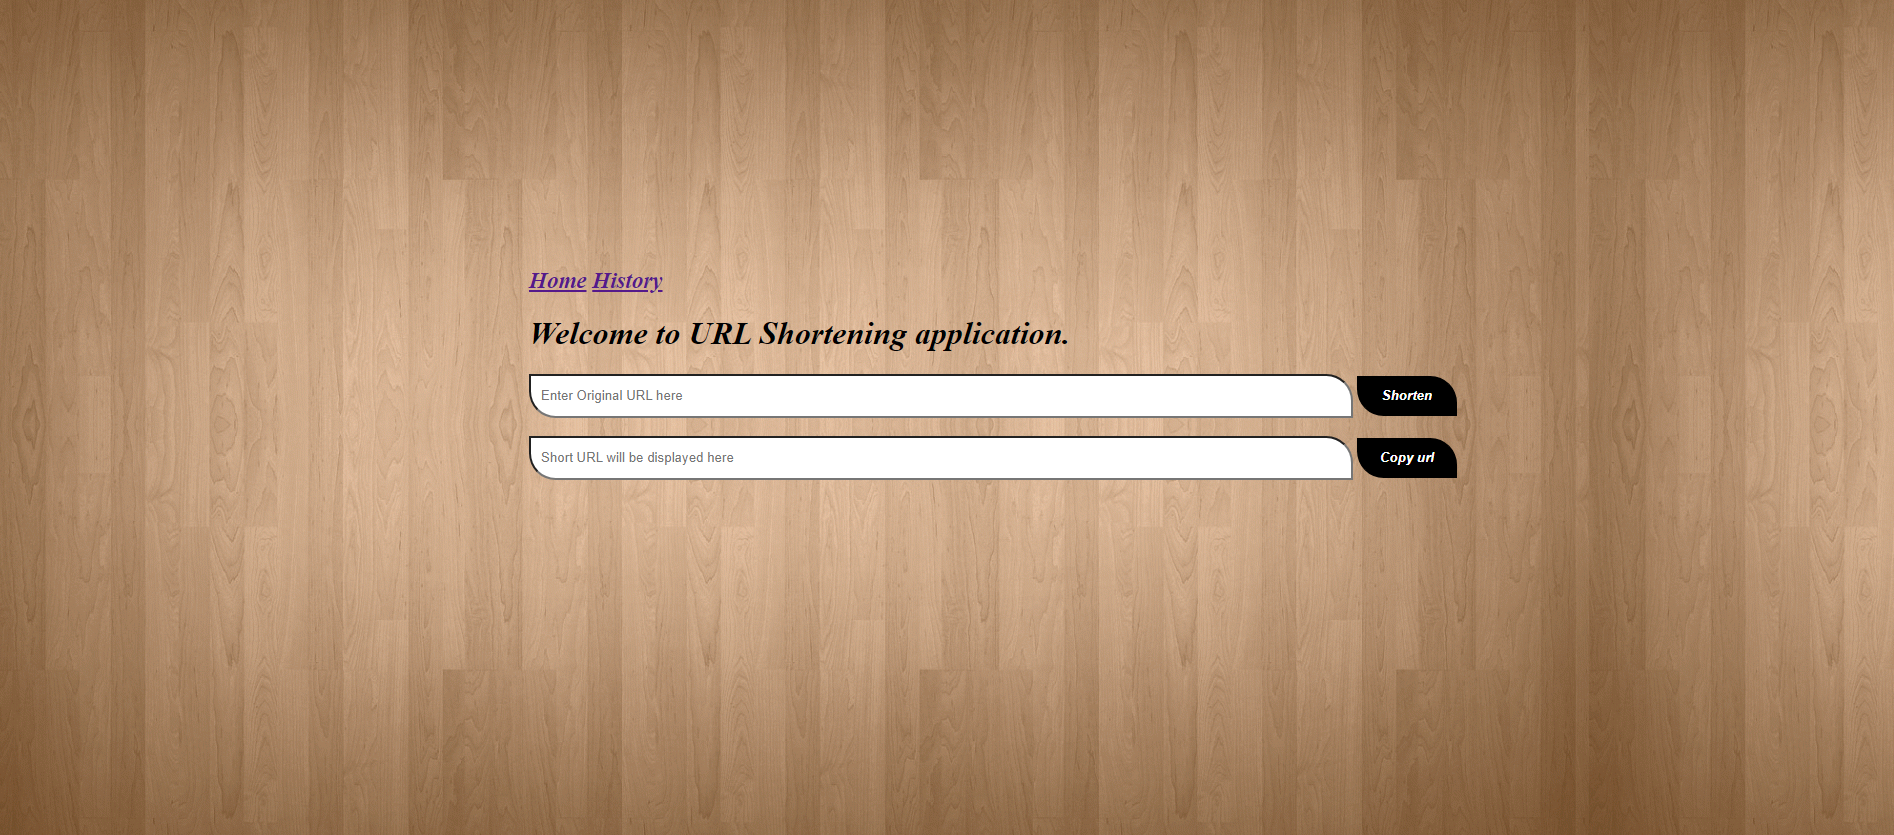 Home History
Welcome to URL Shortening application.
Enter Original URL here Shorten
Short URL will be displayed here Copy url